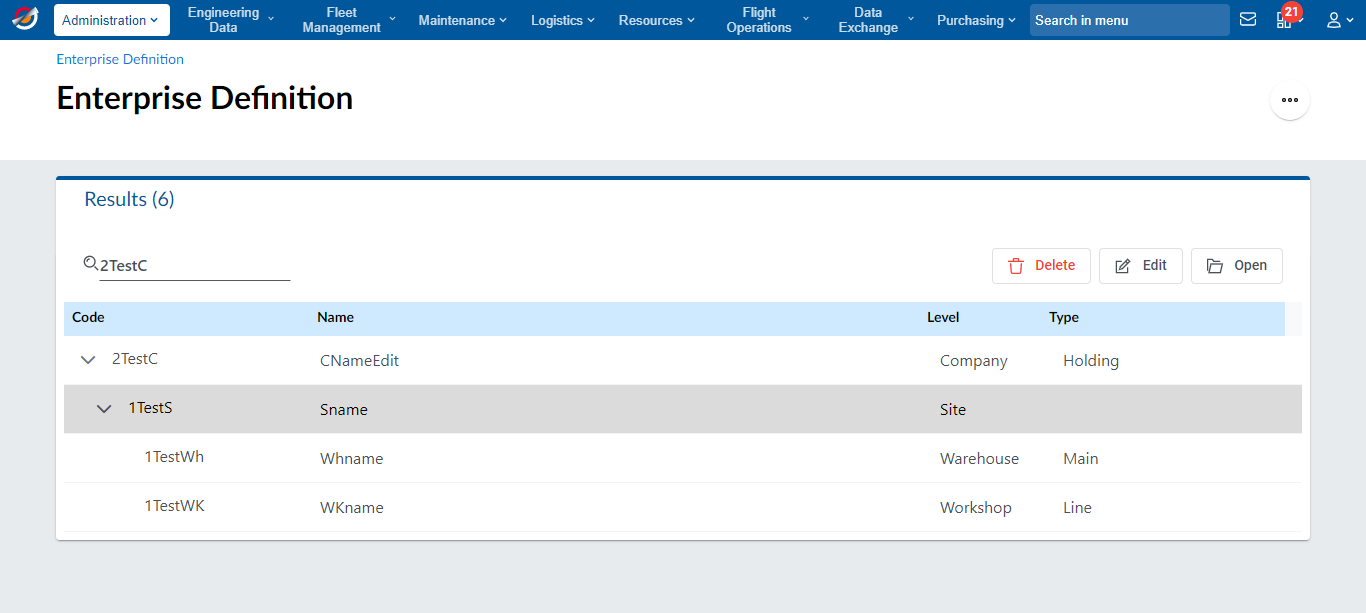 Administration
Engineering
Data
Fleet
Management
Maintenance
Logistics
Resources
Flight
Operations
Data
Exchange
Purchasing
Search in menu
21
Enterprise Definition
Enterprise Definition
Results (6)
2TestC
Delete
Edit
Open
Code Name Level Type
2TestC CNameEdit Company Holding
1TestS Sname Site
1TestWh Whname Warehouse Main
1TestWK WKname Workshop Line